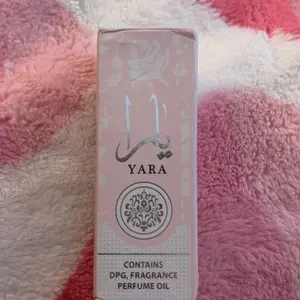 يارا
YARA
CONTAINS
DPG, FRAGRANCE
PERFUME OIL